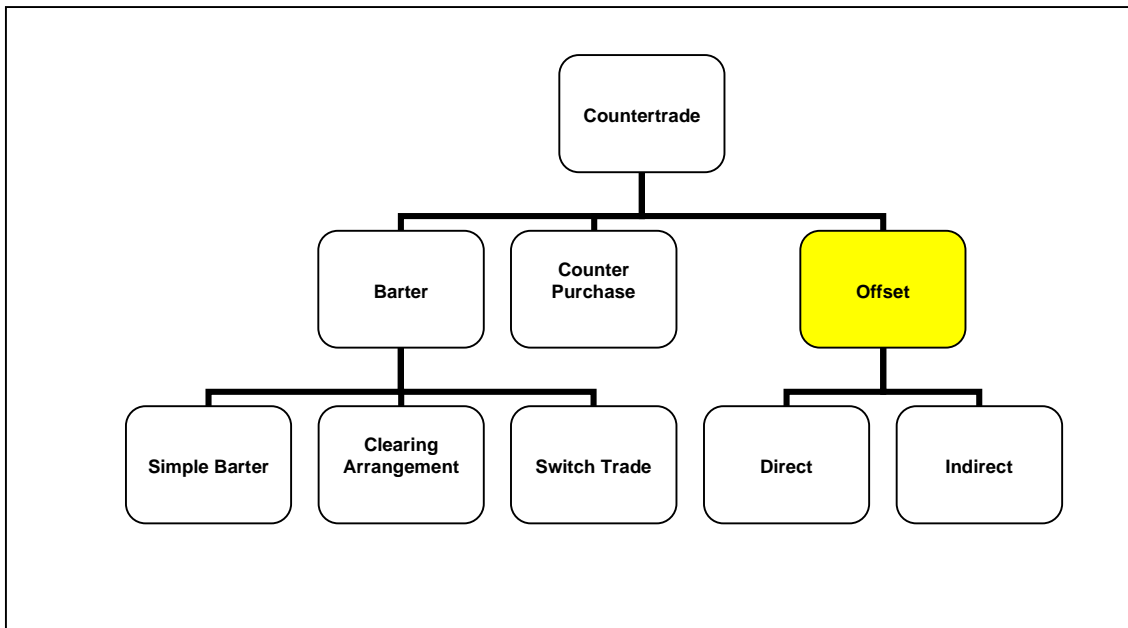 Countertrade
Barter
Counter
Purchase
Offset
Simple Barter
Clearing
Arrangement
Switch Trade
Direct
Indirect